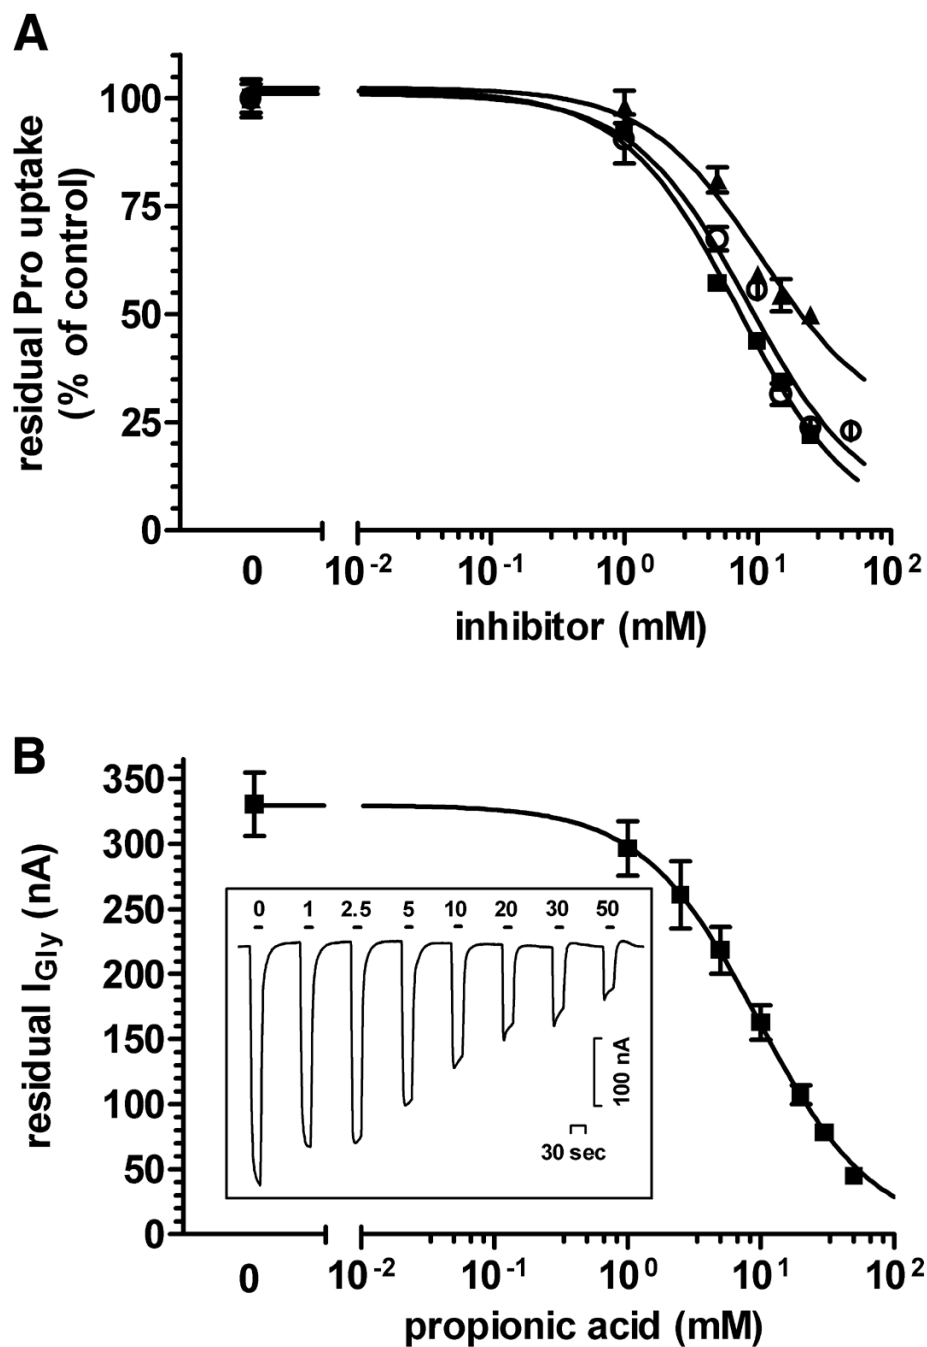 A
residual Pro uptake
(% of control)
100
75
50
25
0
0 10⁻² 10⁻¹ 10⁰ 10¹ 10²
inhibitor (mM)
B
residual I_Gly (nA)
350
300
250
200
150
100
50
0
0 1 2.5 5 10 20 30 50
100 nA
30 sec
0 10⁻² 10⁻¹ 10⁰ 10¹ 10²
propionic acid (mM)